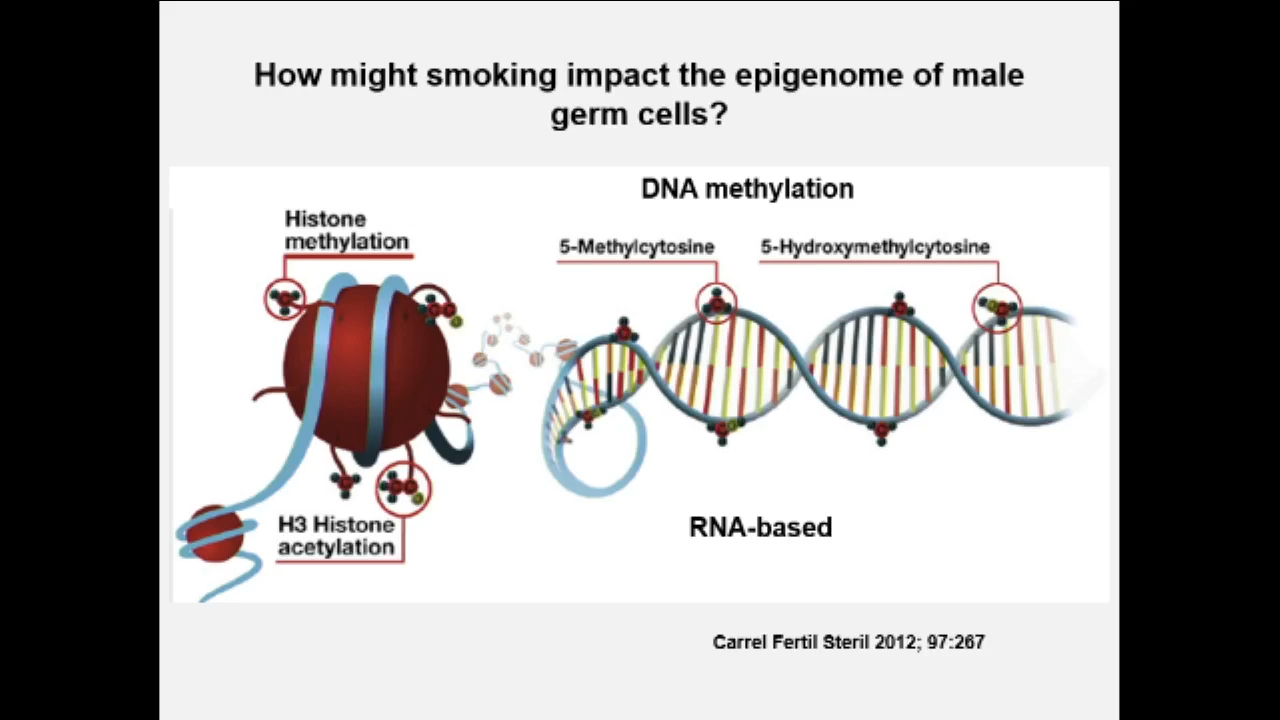 How might smoking impact the epigenome of male
germ cells?
DNA methylation
Histone
methylation
5-Methylcytosine
5-Hydroxymethylcytosine
H3 Histone
acetylation
RNA-based
Carrel Fertil Steril 2012; 97:267